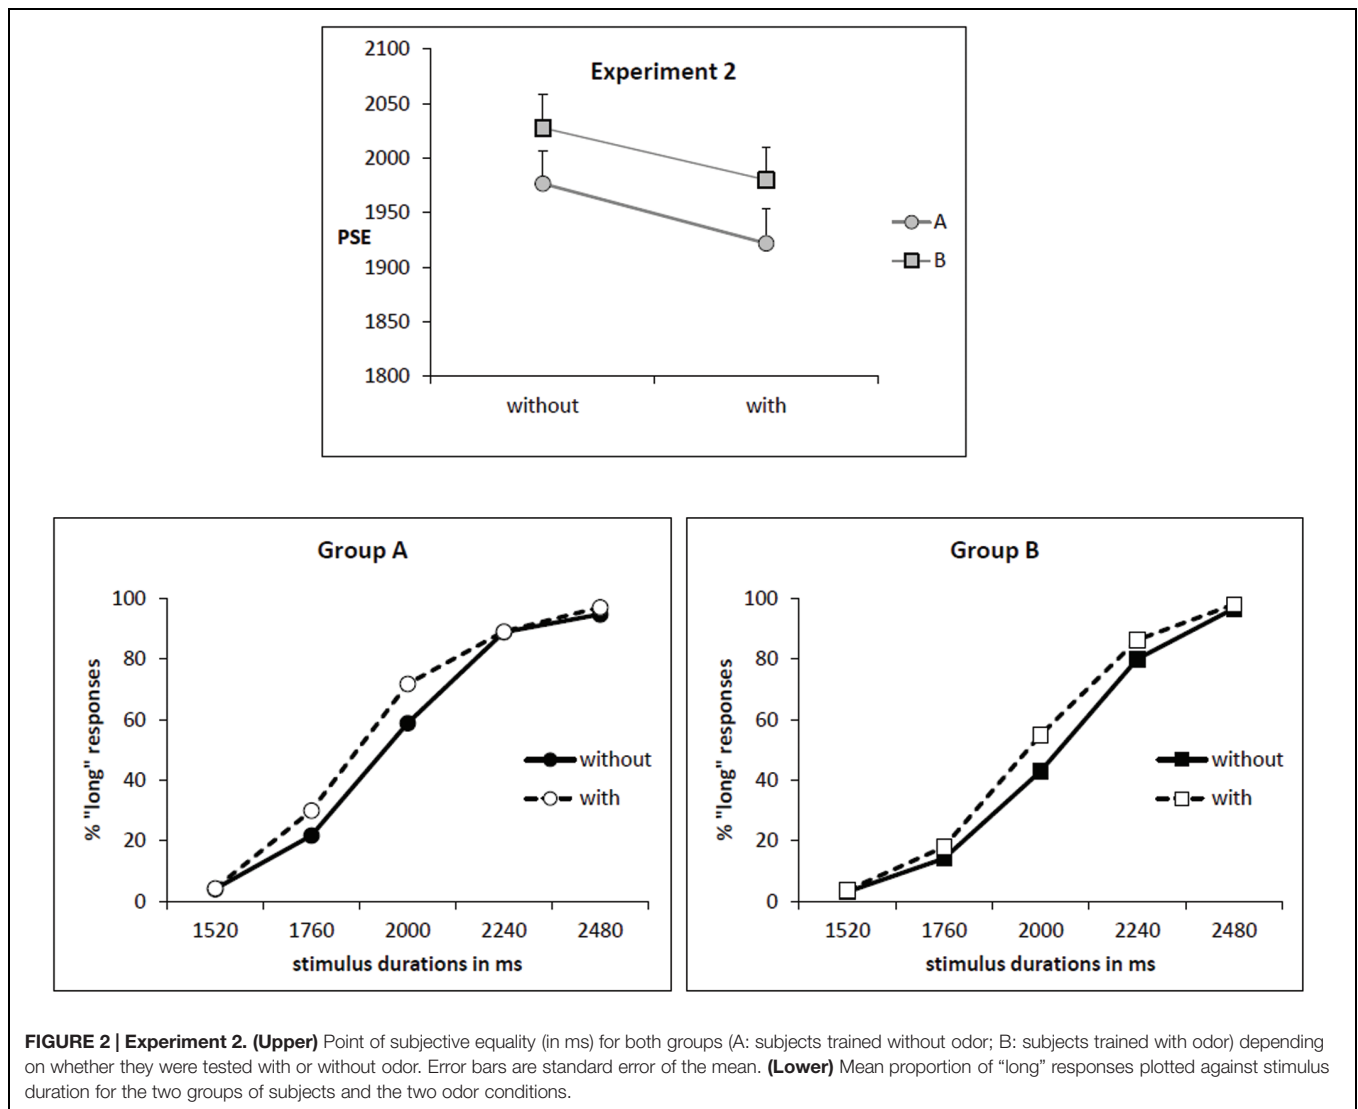 Experiment 2
2100
2050
2000
1950
PSE
1900
1850
1800
without with
A
B
Group A
100
80
60
40
20
0
% "long" responses
1520 1760 2000 2240 2480
stimulus durations in ms
without
with
Group B
100
80
60
40
20
0
% "long" responses
1520 1760 2000 2240 2480
stimulus durations in ms
without
with
FIGURE 2 | Experiment 2. (Upper) Point of subjective equality (in ms) for both groups (A: subjects trained without odor; B: subjects trained with odor) depending
on whether they were tested with or without odor. Error bars are standard error of the mean. (Lower) Mean proportion of “long” responses plotted against stimulus
duration for the two groups of subjects and the two odor conditions.